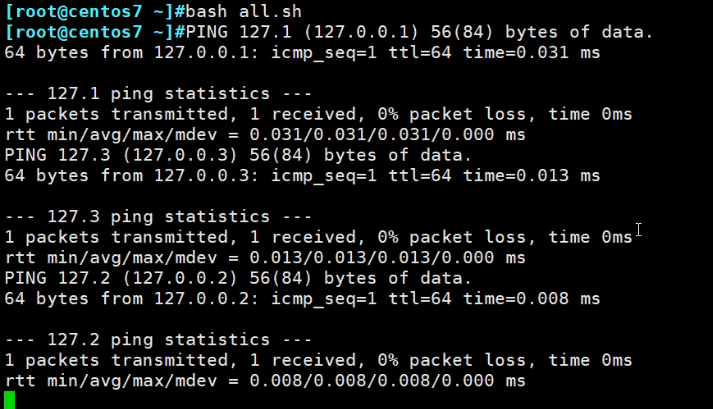 [root@centos7 ~]#bash all.sh
[root@centos7 ~]#PING 127.1 (127.0.0.1) 56(84) bytes of data.
64 bytes from 127.0.0.1: icmp_seq=1 ttl=64 time=0.031 ms

--- 127.1 ping statistics ---
1 packets transmitted, 1 received, 0% packet loss, time 0ms
rtt min/avg/max/mdev = 0.031/0.031/0.031/0.000 ms
PING 127.3 (127.0.0.3) 56(84) bytes of data.
64 bytes from 127.0.0.3: icmp_seq=1 ttl=64 time=0.013 ms

--- 127.3 ping statistics ---
1 packets transmitted, 1 received, 0% packet loss, time 0ms
rtt min/avg/max/mdev = 0.013/0.013/0.013/0.000 ms
PING 127.2 (127.0.0.2) 56(84) bytes of data.
64 bytes from 127.0.0.2: icmp_seq=1 ttl=64 time=0.008 ms

--- 127.2 ping statistics ---
1 packets transmitted, 1 received, 0% packet loss, time 0ms
rtt min/avg/max/mdev = 0.008/0.008/0.008/0.000 ms